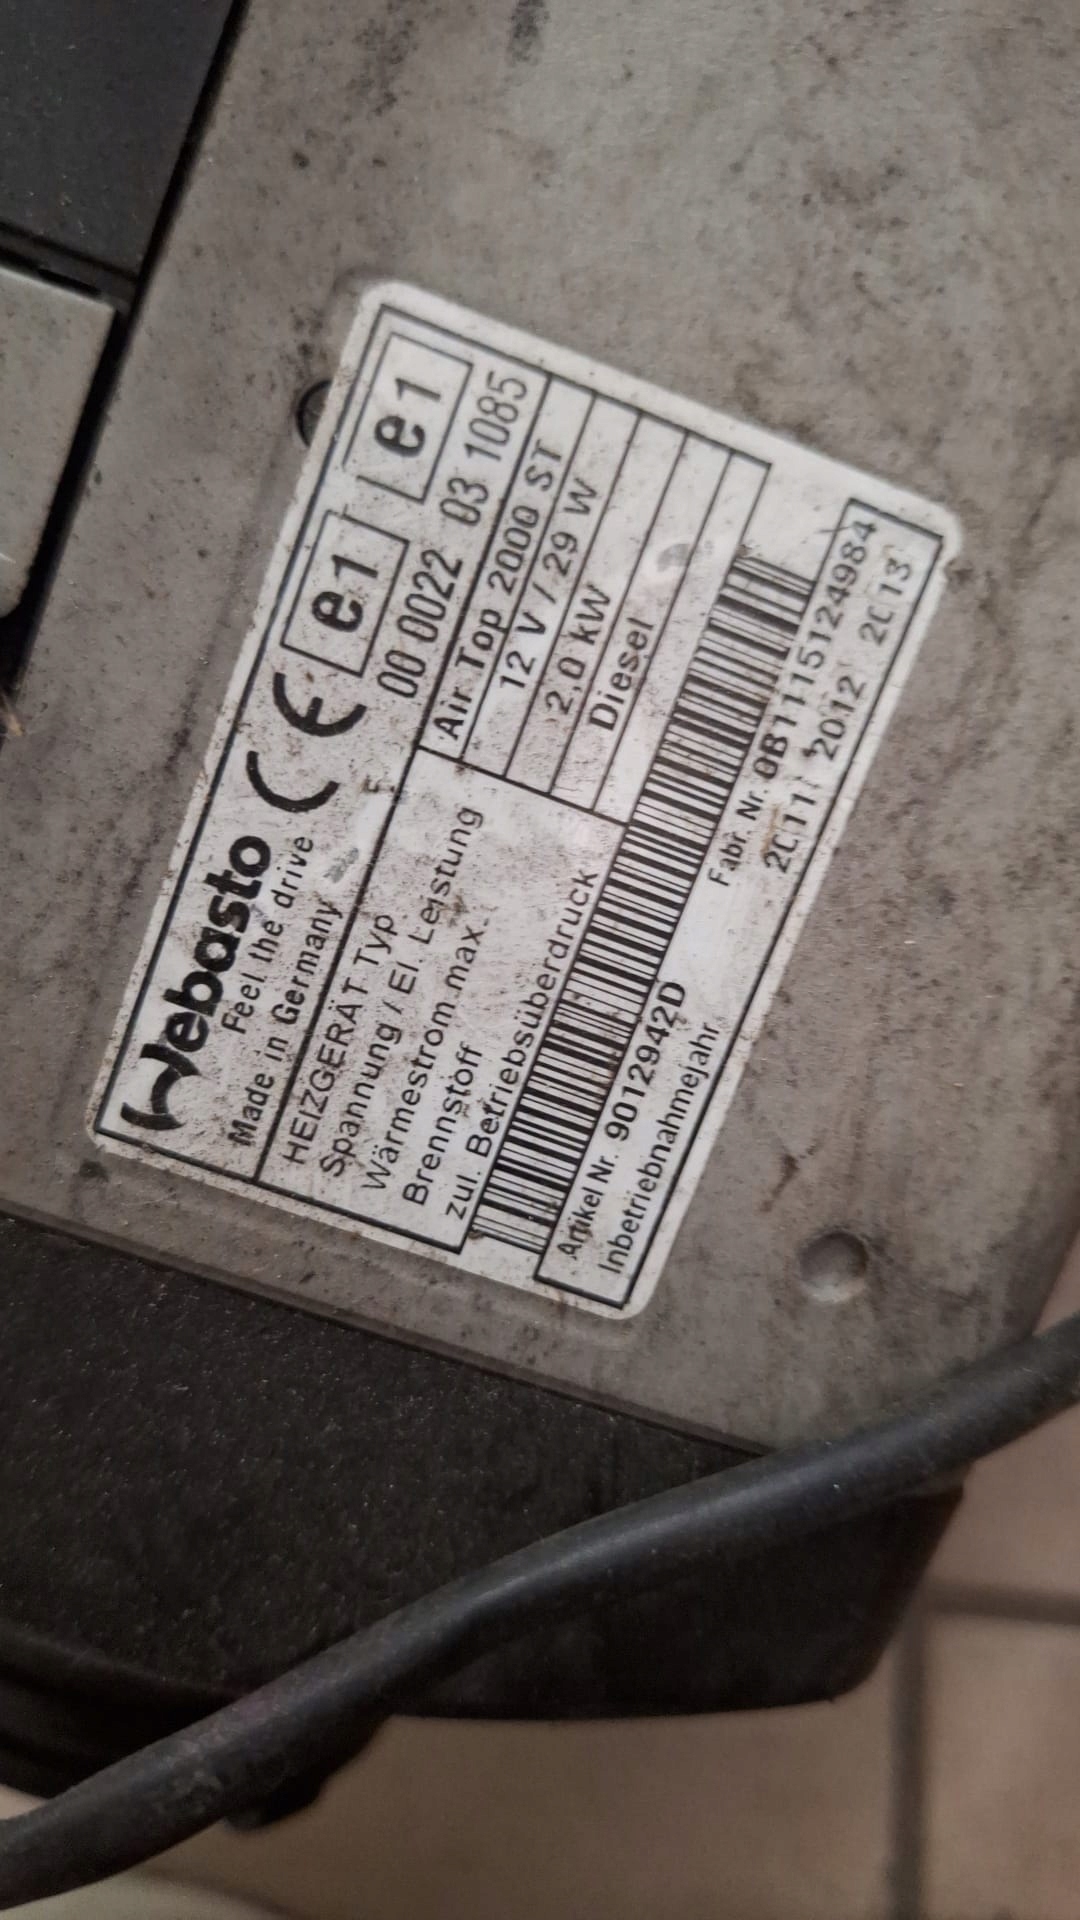 Webasto
Feel the drive
Made in Germany
e1
e1
00 0022
03 1085
HEIZGERÄT Typ
Air Top 2000 ST
Spannung / El. Leistung
12 V / 29 W
Wärmestrom max.
2,0 kW
Brennstoff
Diesel
zul. Betriebsüberdruck
Artikel Nr. 9012942D
Fabr. Nr. 0B1115124984
Inbetriebnahmejahr
2011 2012 2013